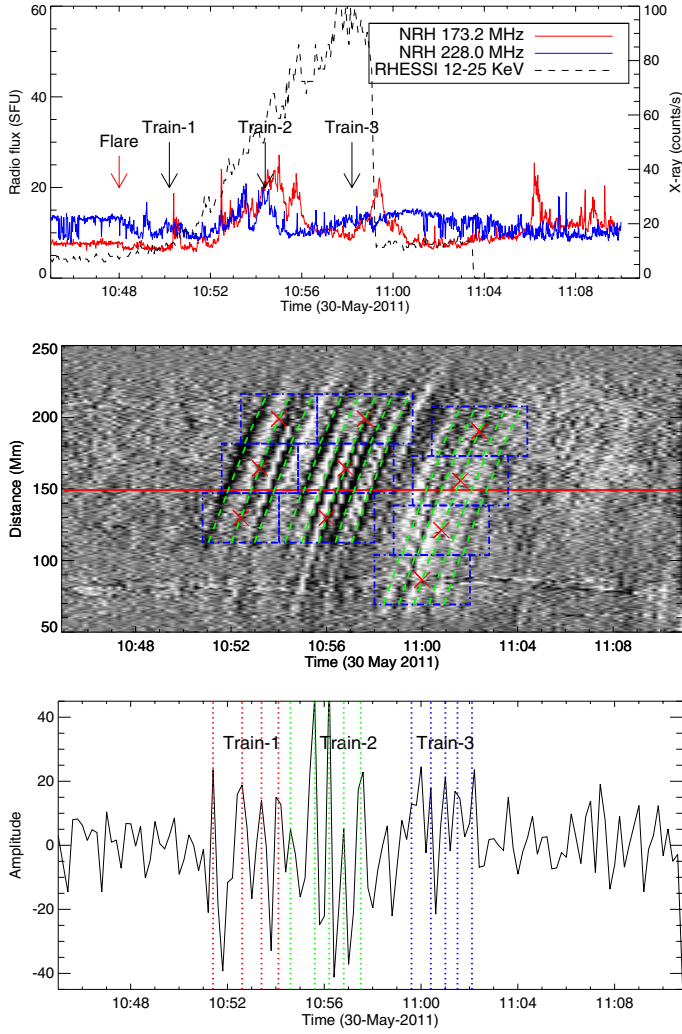 NRH 173.2 MHz
NRH 228.0 MHz
RHESSI 12-25 KeV
Flare
Train-1
Train-2
Train-3
Radio flux (SFU)
X-ray (counts/s)
60
40
20
0
100
80
60
40
20
0
10:48 10:52 10:56 11:00 11:04 11:08
Time (30-May-2011)
Distance (Mm)
250
200
150
100
50
10:48 10:52 10:56 11:00 11:04 11:08
Time (30 May 2011)
Train-1 Train-2 Train-3
Amplitude
40
20
0
-20
-40
10:48 10:52 10:56 11:00 11:04 11:08
Time (30-May-2011)